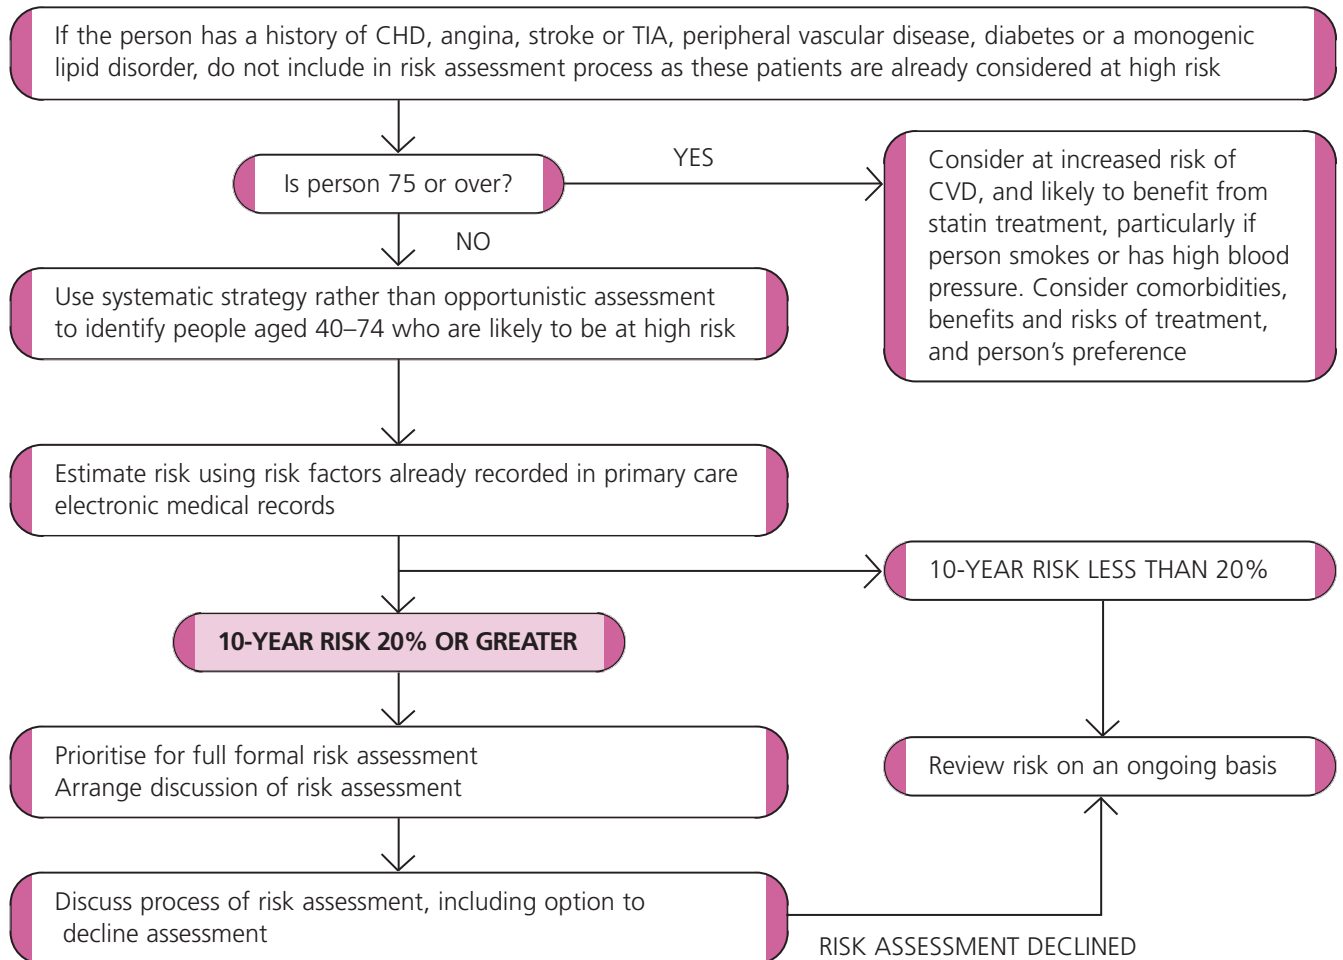 If the person has a history of CHD, angina, stroke or TIA, peripheral vascular disease, diabetes or a monogenic
lipid disorder, do not include in risk assessment process as these patients are already considered at high risk
Is person 75 or over?
YES
Consider at increased risk of
CVD, and likely to benefit from
statin treatment, particularly if
person smokes or has high blood
pressure. Consider comorbidities,
benefits and risks of treatment,
and person's preference
NO
Use systematic strategy rather than opportunistic assessment
to identify people aged 40–74 who are likely to be at high risk
Estimate risk using risk factors already recorded in primary care
electronic medical records
10-YEAR RISK LESS THAN 20%
10-YEAR RISK 20% OR GREATER
Prioritise for full formal risk assessment
Arrange discussion of risk assessment
Review risk on an ongoing basis
Discuss process of risk assessment, including option to
decline assessment
RISK ASSESSMENT DECLINED